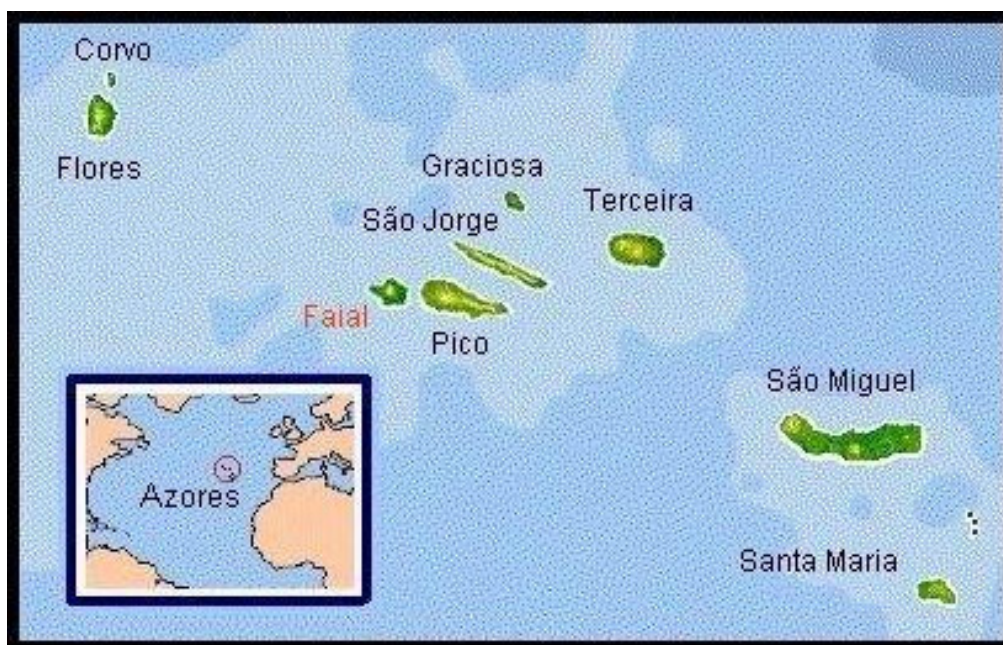 Corvo
Flores
Graciosa
Terceira
São Jorge
Faial
Pico
São Miguel
Azores
Santa Maria